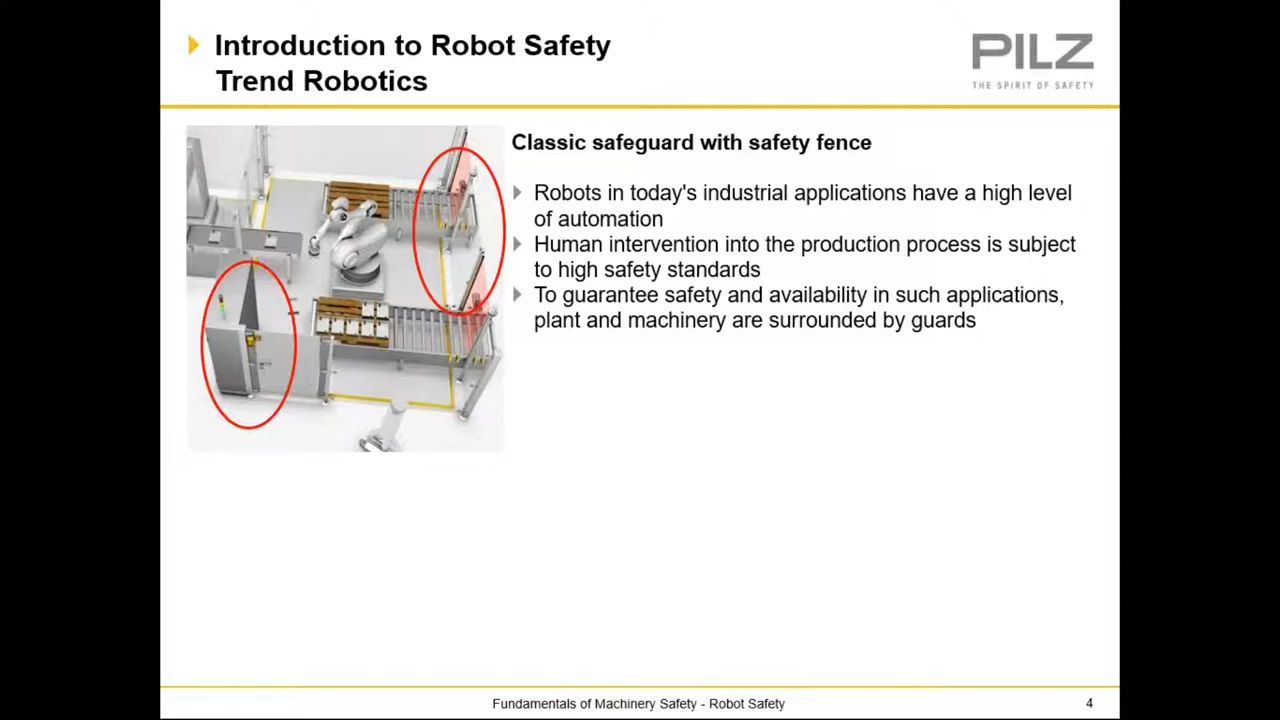 Introduction to Robot Safety
Trend Robotics
PILZ
THE SPIRIT OF SAFETY
Classic safeguard with safety fence
Robots in today's industrial applications have a high level
of automation
Human intervention into the production process is subject
to high safety standards
To guarantee safety and availability in such applications,
plant and machinery are surrounded by guards
Fundamentals of Machinery Safety - Robot Safety
4